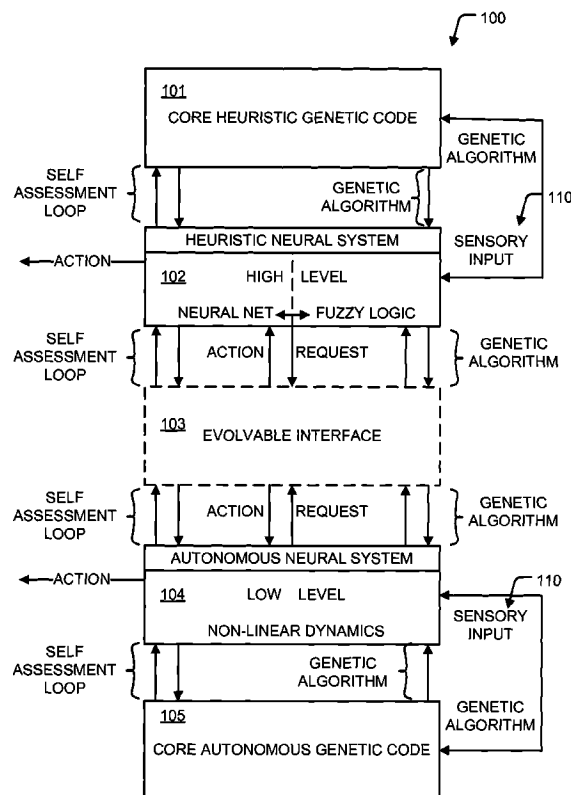 100
101
CORE HEURISTIC GENETIC CODE
GENETIC
ALGORITHM
SELF
ASSESSMENT
LOOP
GENETIC
ALGORITHM
110
SENSORY
INPUT
HEURISTIC NEURAL SYSTEM
ACTION
102
HIGH LEVEL
NEURAL NET FUZZY LOGIC
SELF
ASSESSMENT
LOOP
ACTION REQUEST
GENETIC
ALGORITHM
103
EVOLVABLE INTERFACE
SELF
ASSESSMENT
LOOP
ACTION REQUEST
GENETIC
ALGORITHM
AUTONOMOUS NEURAL SYSTEM
ACTION
104
LOW LEVEL
NON-LINEAR DYNAMICS
110
SENSORY
INPUT
SELF
ASSESSMENT
LOOP
GENETIC
ALGORITHM
GENETIC
ALGORITHM
105
CORE AUTONOMOUS GENETIC CODE